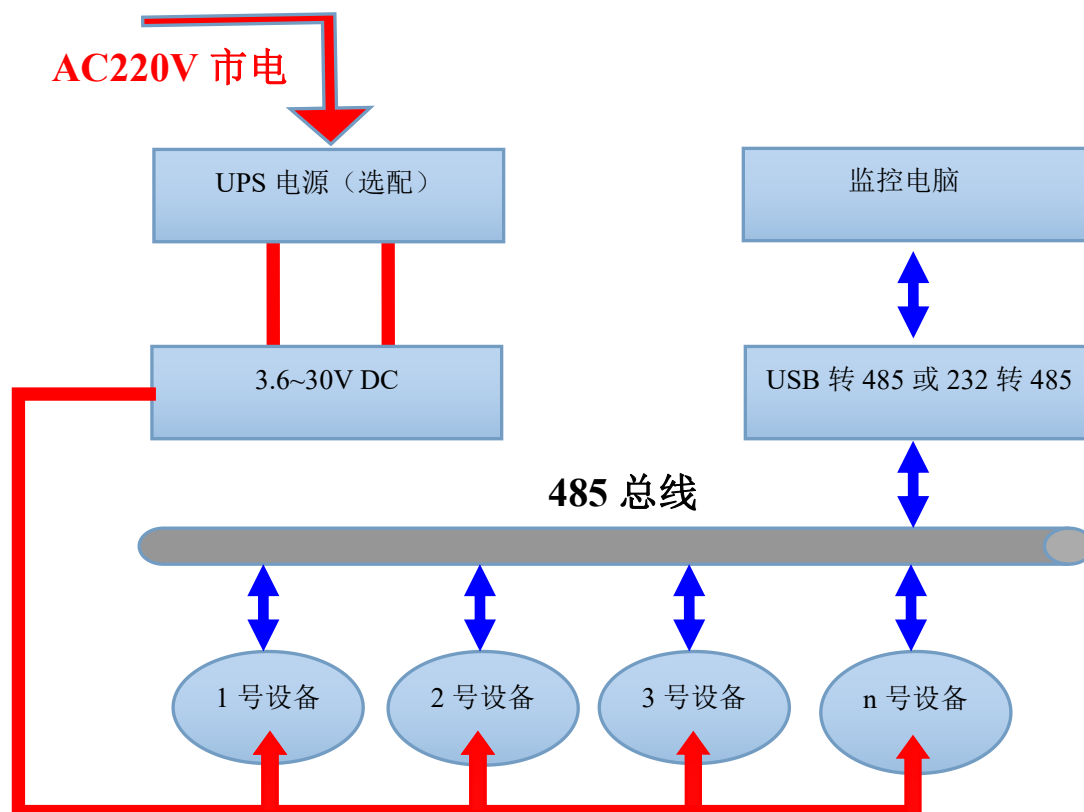 AC220V 市电
UPS 电源（选配）
监控电脑
3.6~30V DC
USB 转 485 或 232 转 485
485 总线
1 号设备
2 号设备
3 号设备
n 号设备